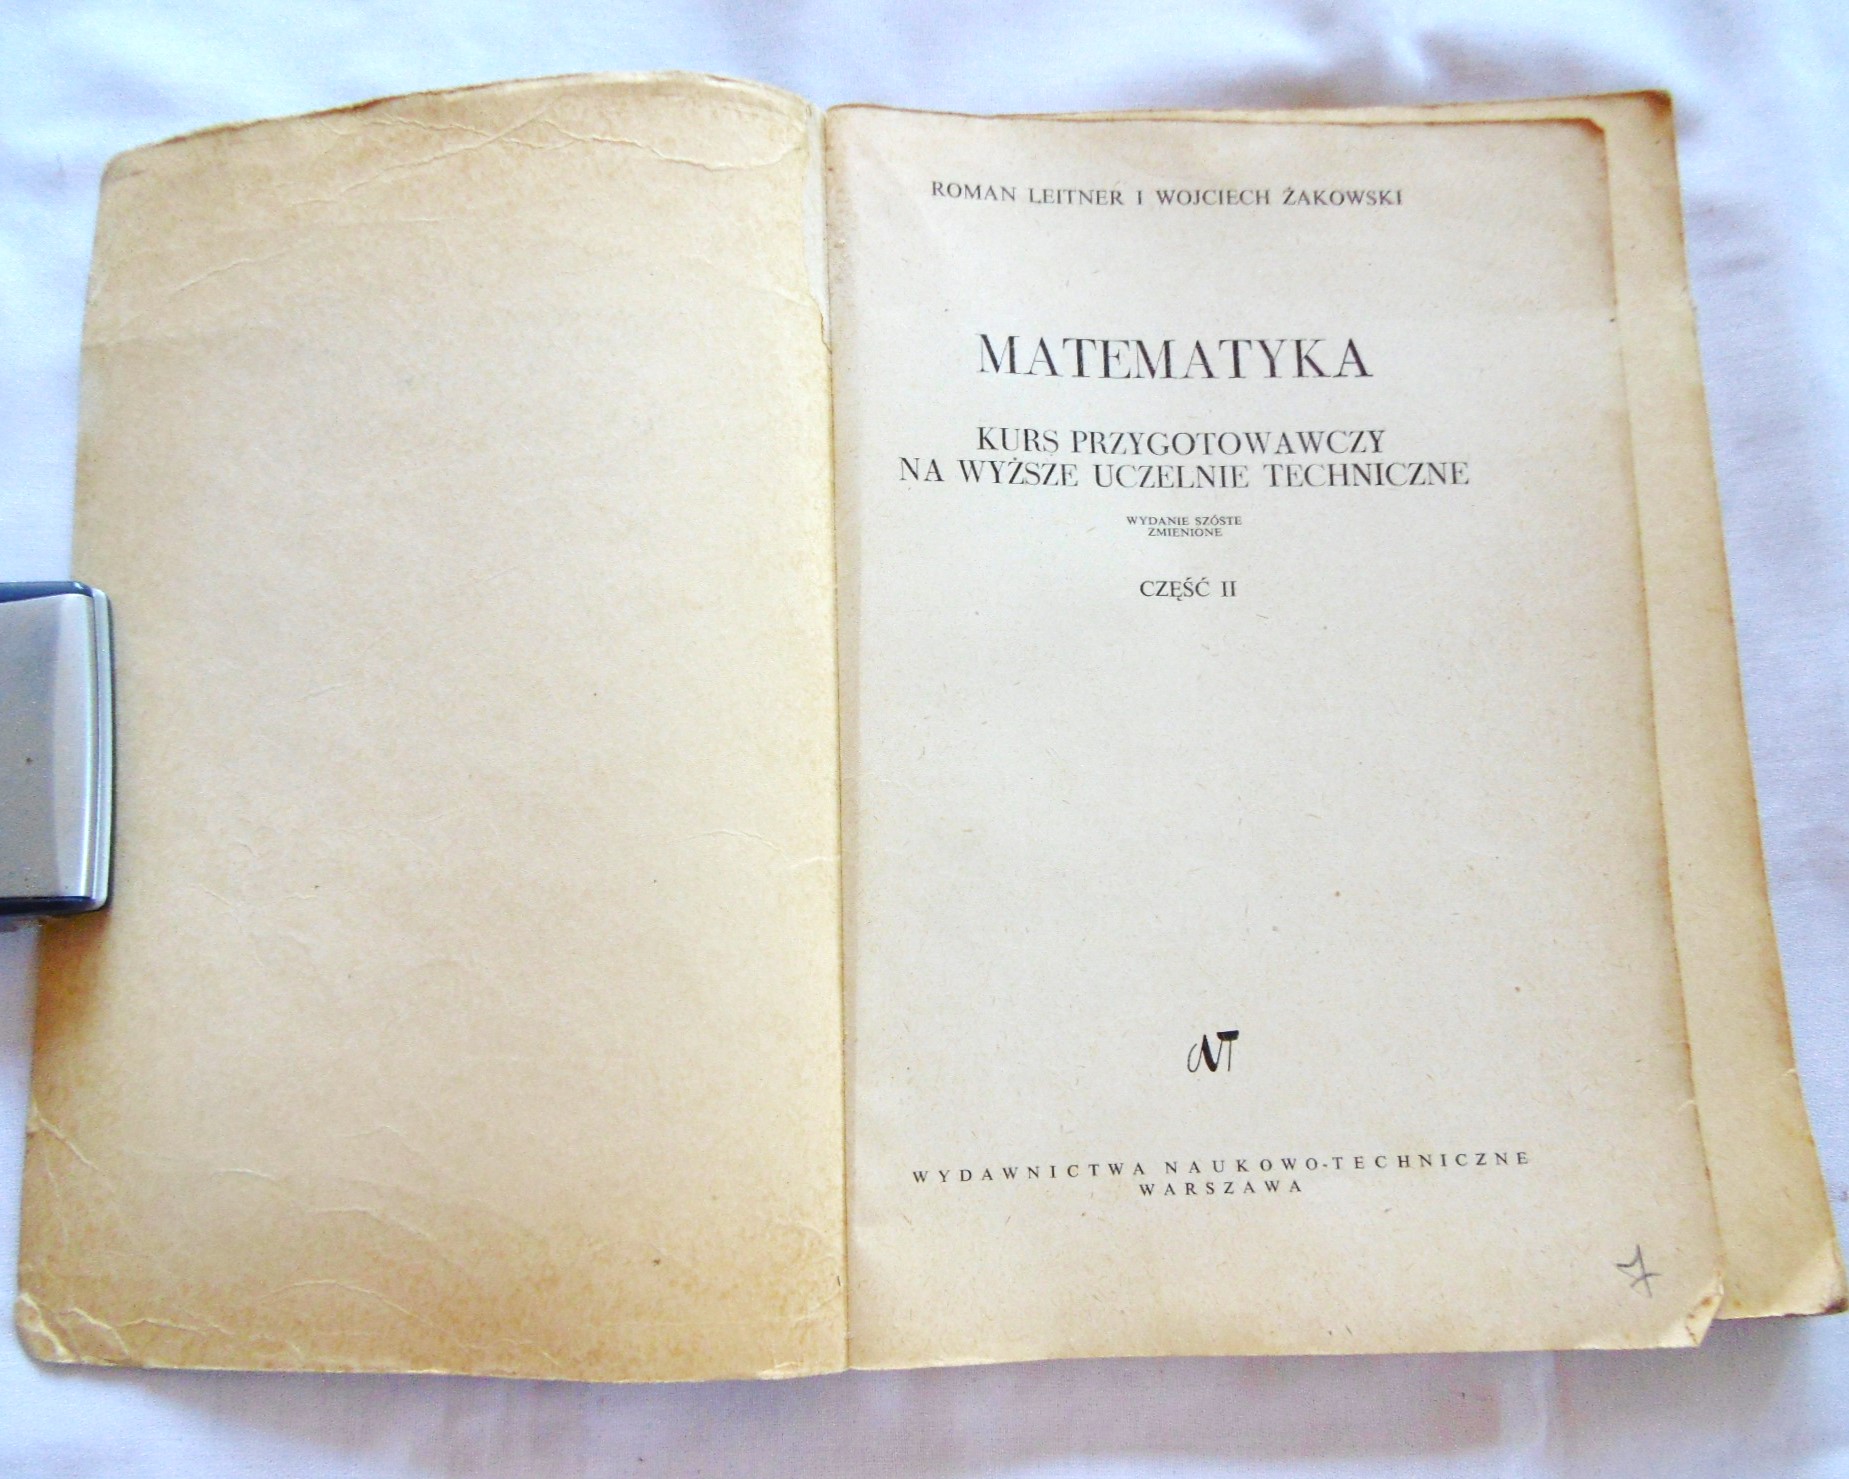 ROMAN LEITNER I WOJCIECH ŻAKOWSKI
MATEMATYKA
KURS PRZYGOTOWAWCZY
NA WYŻSZE UCZELNIE TECHNICZNE
WYDANIE SZÓSTE
ZMIENIONE
CZĘŚĆ II
WYDAWNICTWA NAUKOWO-TECHNICZNE
WARSZAWA